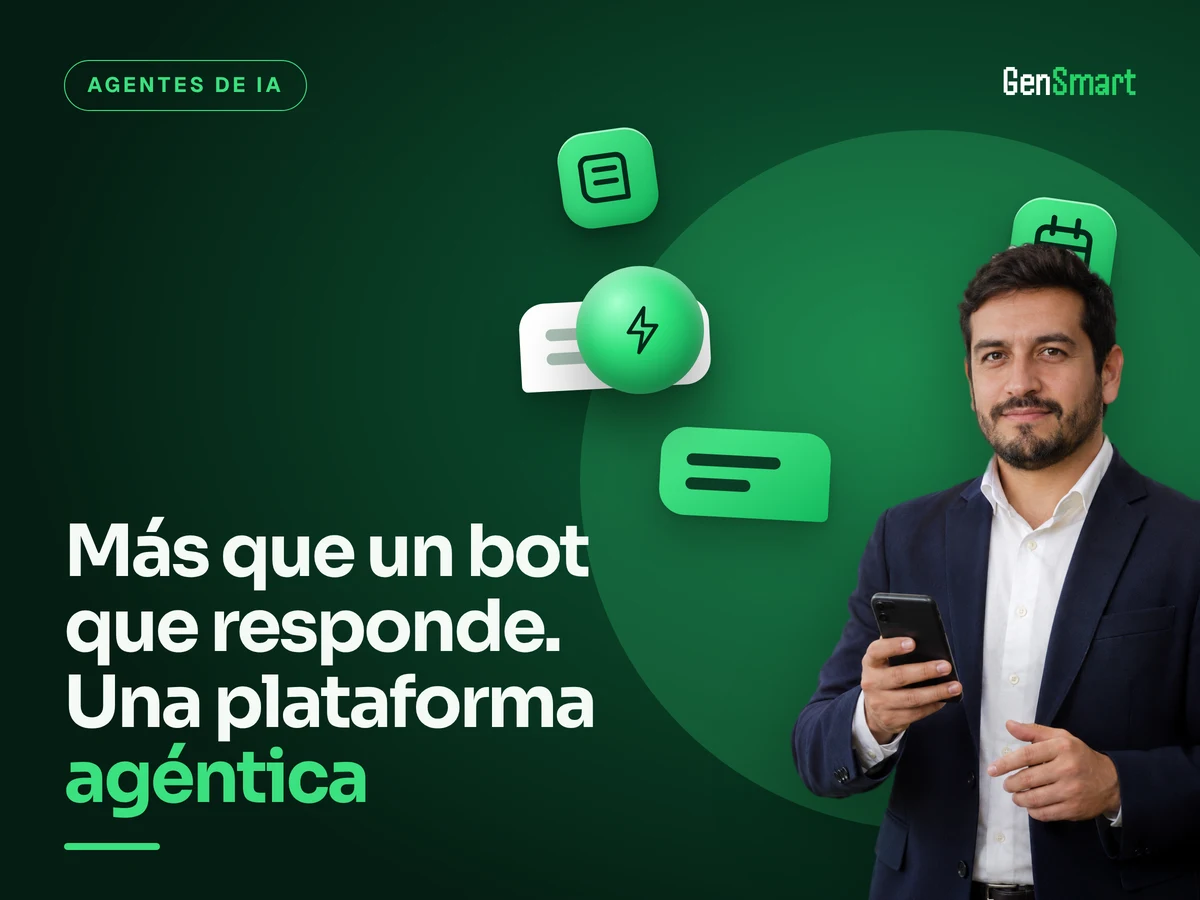 AGENTES DE IA
GenSmart
Más que un bot
que responde.
Una plataforma
agéntica